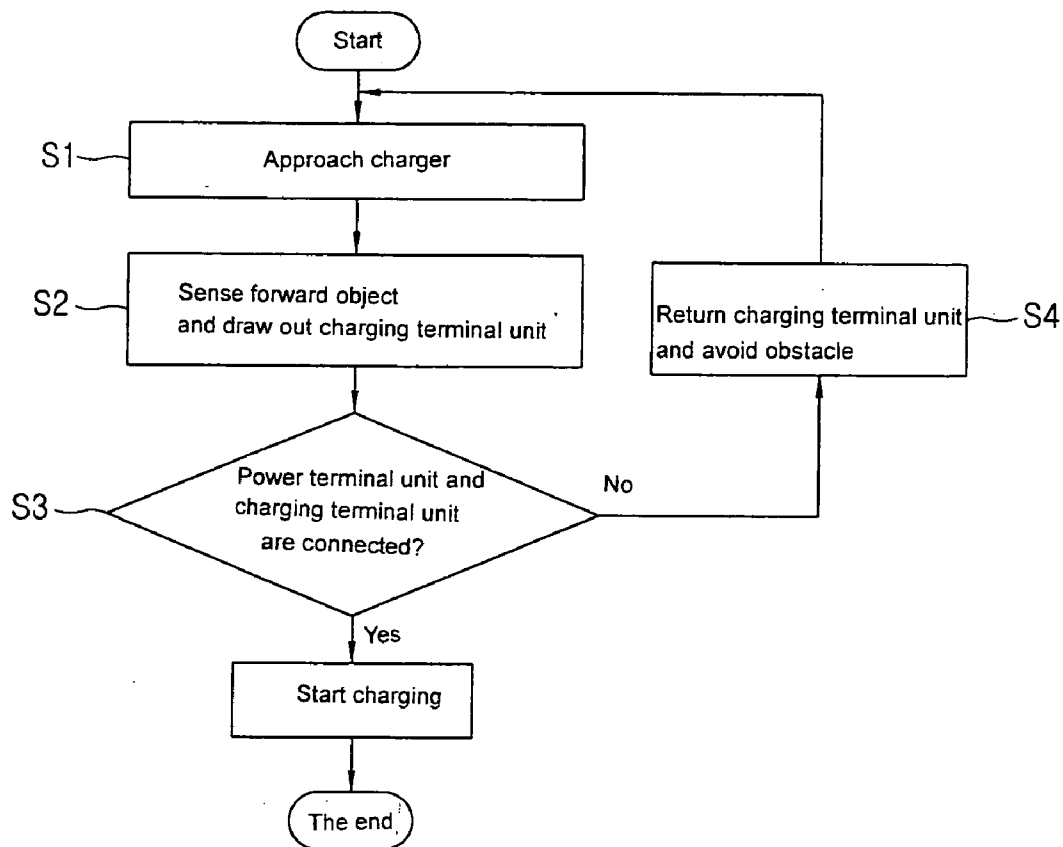 Start
S1
Approach charger
S2
Sense forward object
and draw out charging terminal unit
Return charging terminal unit
and avoid obstacle
S4
S3
Power terminal unit and
charging terminal unit
are connected?
No
Yes
Start charging
The end